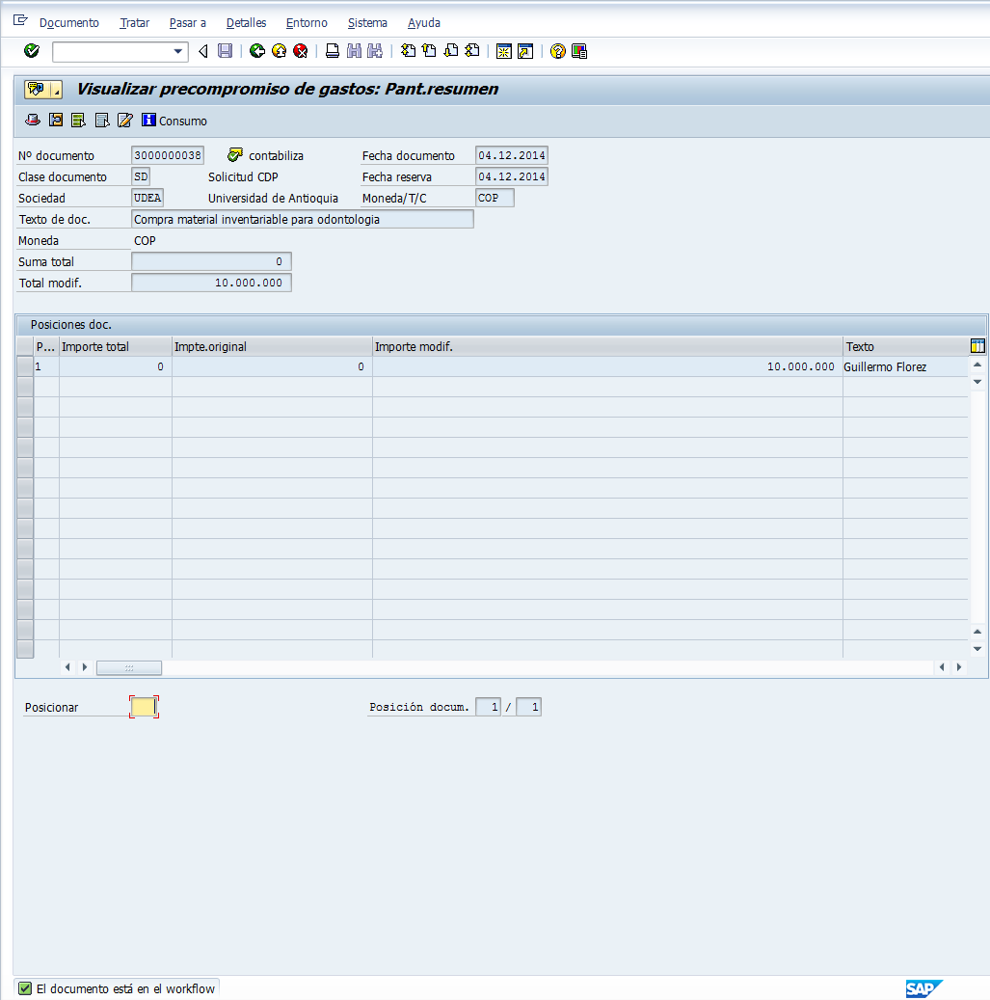 Documento Tratar Pasar a Detalles Entorno Sistema Ayuda
Visualizar precompromiso de gastos: Pant.resumen
Consumo
Nº documento 3000000038 contabiliza Fecha documento 04.12.2014
Clase documento SD Solicitud CDP Fecha reserva 04.12.2014
Sociedad UDEA Universidad de Antioquia Moneda/T/C COP
Texto de doc. Compra material inventariable para odontologia
Moneda COP
Suma total 0
Total modif. 10.000.000
Posiciones doc.
P... Importe total Impte.original Importe modif. Texto
1 0 0 10.000.000 Guillermo Florez
Posicionar Posición docum. 1 / 1
El documento está en el workflow SAP